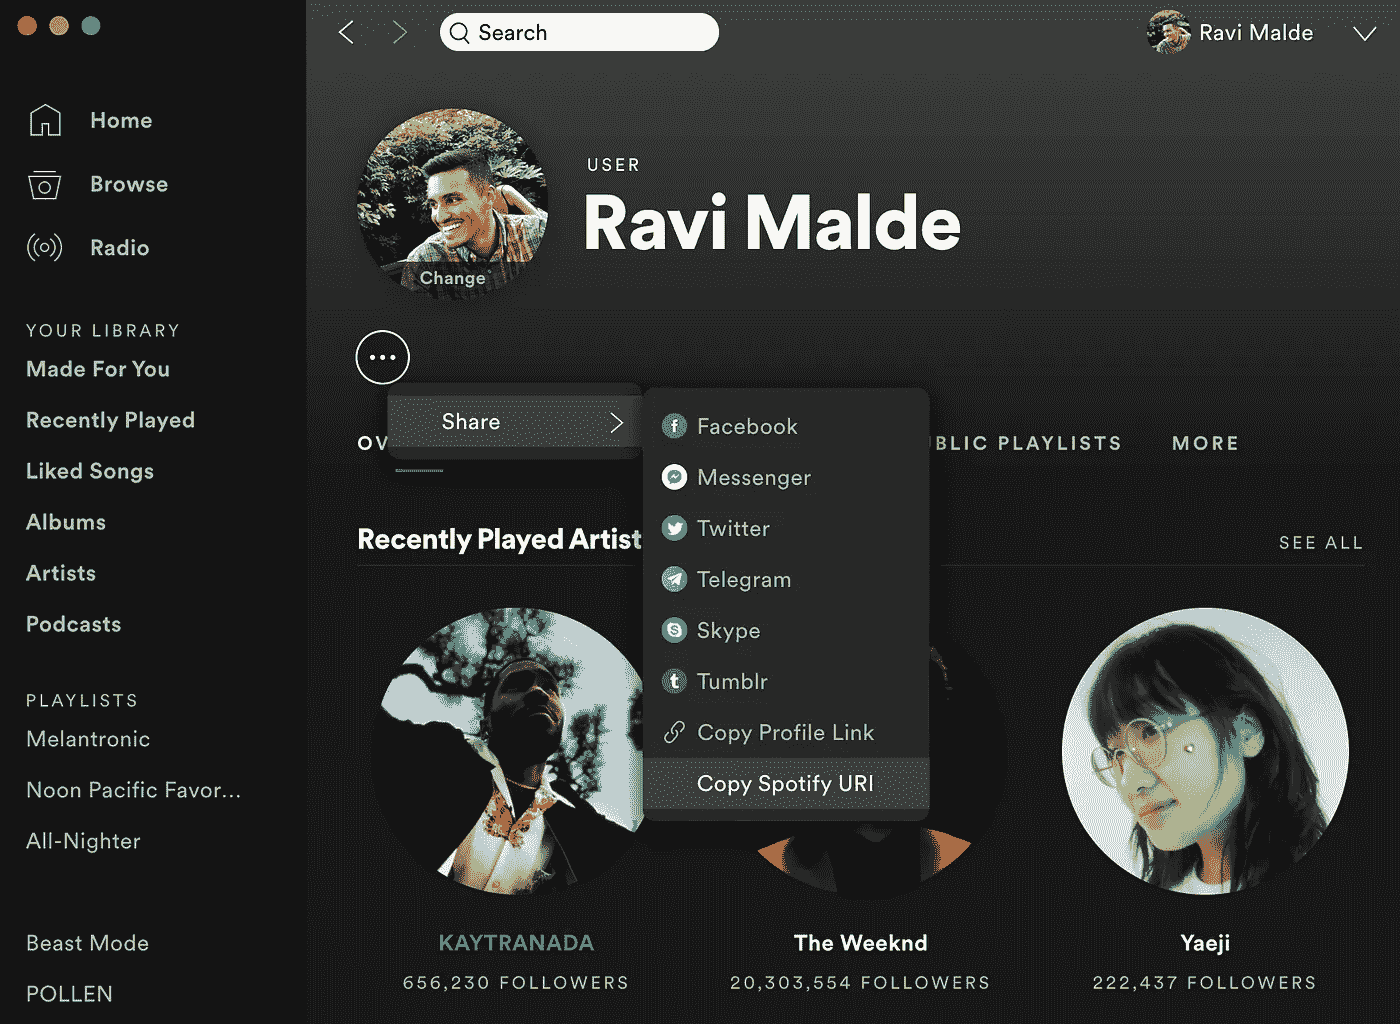 Search
Ravi Malde
Home
Browse
Radio
YOUR LIBRARY
Made For You
Recently Played
Liked Songs
Albums
Artists
Podcasts
PLAYLISTS
Melantronic
Noon Pacific Favor...
All-Nighter
Beast Mode
POLLEN
USER
Ravi Malde
Change
Share
Facebook
Messenger
Twitter
Telegram
Skype
Tumblr
Copy Profile Link
Copy Spotify URI
PLAYLISTS MORE
Recently Played Artist
SEE ALL
KAYTRANADA
656,230 FOLLOWERS
The Weeknd
20,303,554 FOLLOWERS
Yaeji
222,437 FOLLOWERS